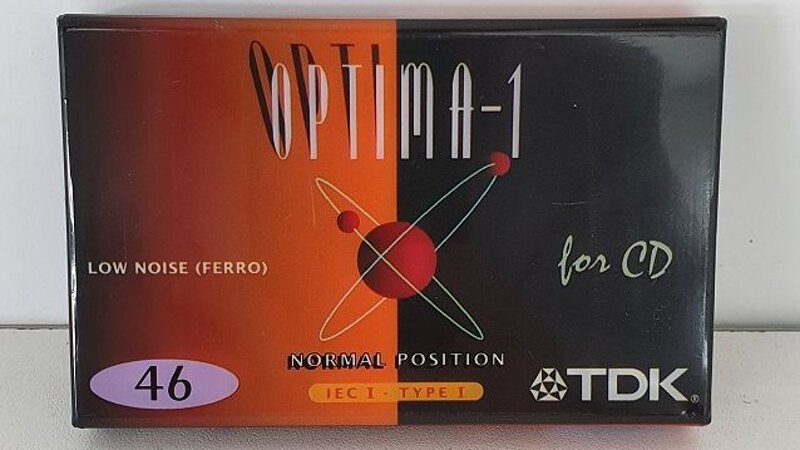 OPTIMA-1
LOW NOISE (FERRO)
for CD
NORMAL POSITION
IEC I - TYPE I
46
TDK®